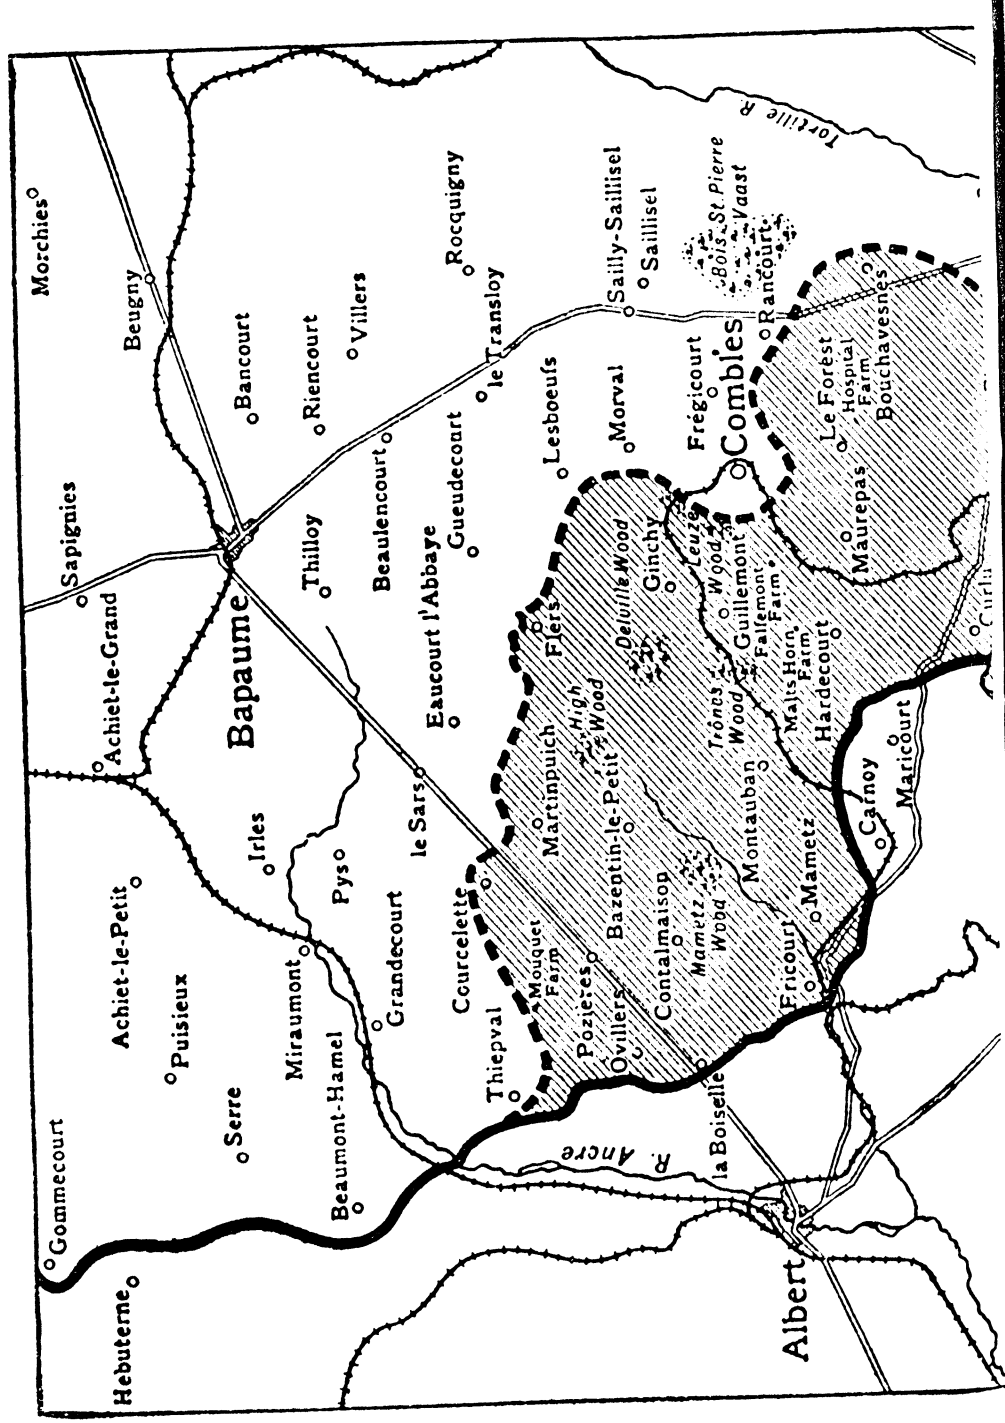 Gommecourt
Hebuterne
Achiet-le-Petit
Puisieux
Serre
Beaumont-Hamel
Miraumont
Achiet-le-Grand
Sapignies
Morchies
Beugny
Bapaume
Bancourt
Riencourt
Villers
Irles
Pys
Grandecourt
le Sars
Thilloy
Beaulencourt
Eaucourt l'Abbaye
Gueudecourt
le Transloy
Rocquigny
Lesboeufs
Morval
Sailly-Saillisel
Saillisel
Bois St. Pierre
Vaast
Tortille R.
Courcelette
Thiepval
R. Ancre
Mouquet
Farm
Pozieres
Ovillers
la Boiselle
Martinpuich
High
Wood
Flers
Delville Wood
Ginchy
Leuze
Wood
Guillemont
Falfemont
Farm
Bazentin-le-Petit
Contalmaison
Mametz
Wood
Trônes
Wood
Malts Horn
Farm
Hardecourt
Montauban
Mametz
Fricourt
Carnoy
Maricourt
Frégicourt
Combles
Rancourt
Le Forest
Hospital
Farm
Bouchavesnes
Maurepas
Albert